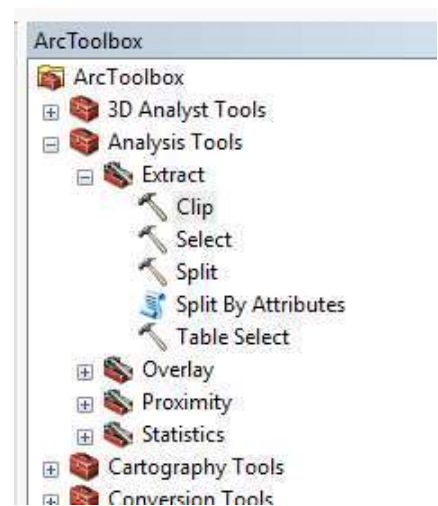 ArcToolbox
ArcToolbox
3D Analyst Tools
Analysis Tools
Extract
Clip
Select
Split
Split By Attributes
Table Select
Overlay
Proximity
Statistics
Cartography Tools
Conversion Tools